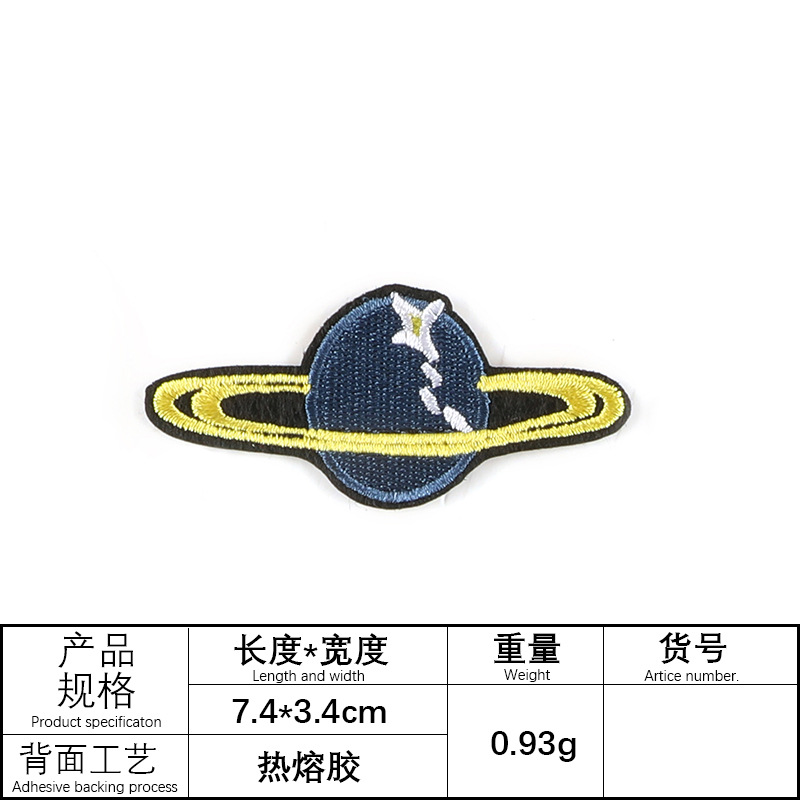 产品
规格
Product specificaton
长度*宽度
Length and width
重量
Weight
货号
Artice number.
7.4*3.4cm
0.93g
背面工艺
Adhesive backing process
热熔胶